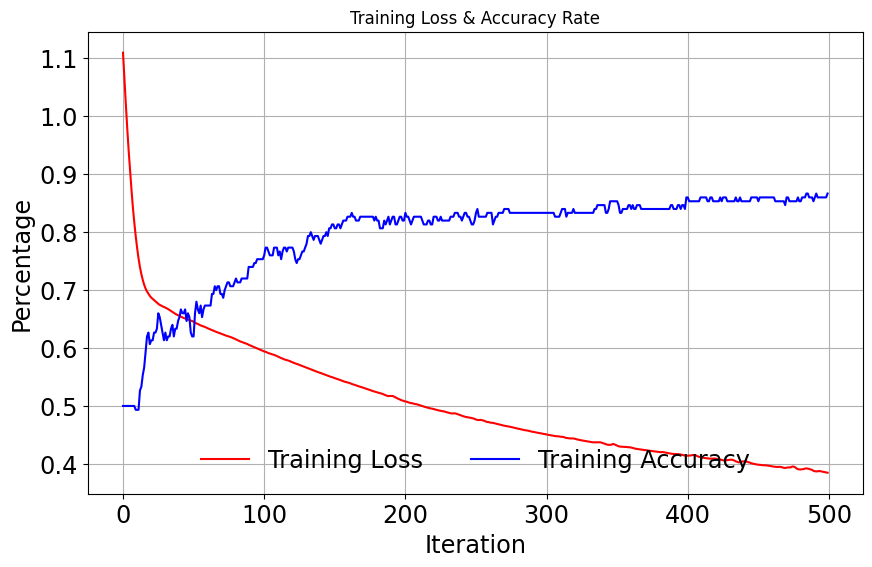 Training Loss & Accuracy Rate
1.1
1.0
0.9
0.8
0.7
0.6
0.5
0.4
Percentage
Training Loss
Training Accuracy
0 100 200 300 400 500
Iteration